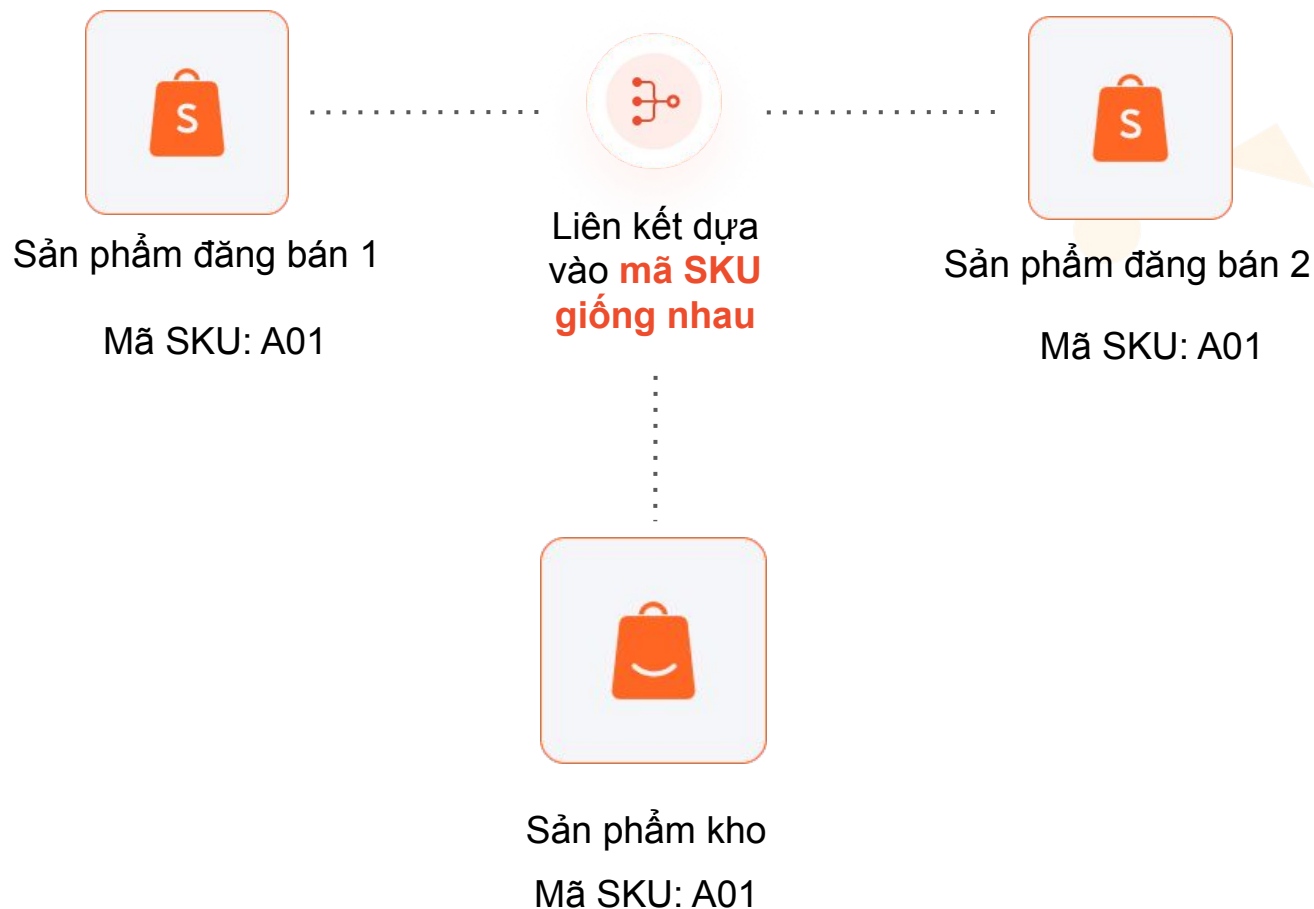 S
S
Sản phẩm đăng bán 1
Mã SKU: A01
Liên kết dựa
vào mã SKU
giống nhau
Sản phẩm đăng bán 2
Mã SKU: A01
Sản phẩm kho
Mã SKU: A01